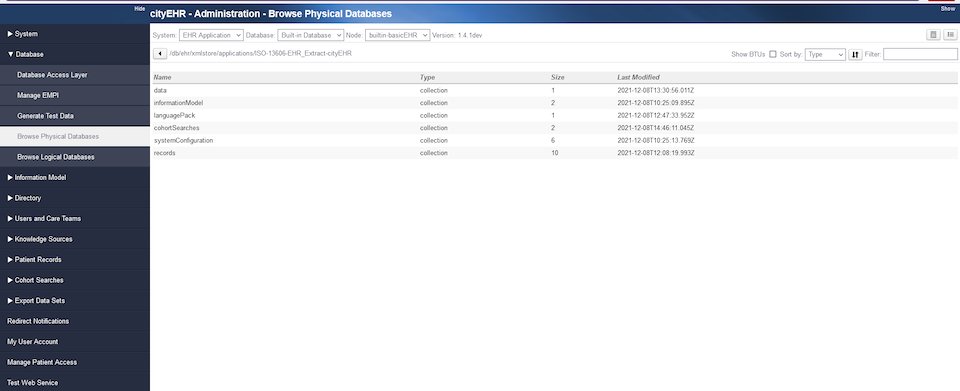 Hide
cityEHR - Administration - Browse Physical Databases
Show
▶ System
▼ Database
Database Access Layer
Manage EMPI
Generate Test Data
Browse Physical Databases
Browse Logical Databases
▶ Information Model
▶ Directory
▶ Users and Care Teams
▶ Knowledge Sources
▶ Patient Records
▶ Cohort Searches
▶ Export Data Sets
Redirect Notifications
My User Account
Manage Patient Access
Test Web Service
System: EHR Application Database: Built-in Database Node: builtin-basicEHR Version: 1.4.1dev
/db/ehr/xmlstore/applications/ISO-13606-EHR_Extract-cityEHR Show BTUs Sort by: Type Filter:
Name Type Size Last Modified
data collection 1 2021-12-08T13:30:56.011Z
informationModel collection 2 2021-12-08T10:25:09.895Z
languagePack collection 1 2021-12-08T12:47:33.952Z
cohortSearches collection 2 2021-12-08T14:46:11.045Z
systemConfiguration collection 6 2021-12-08T10:25:13.769Z
records collection 10 2021-12-08T12:08:19.993Z